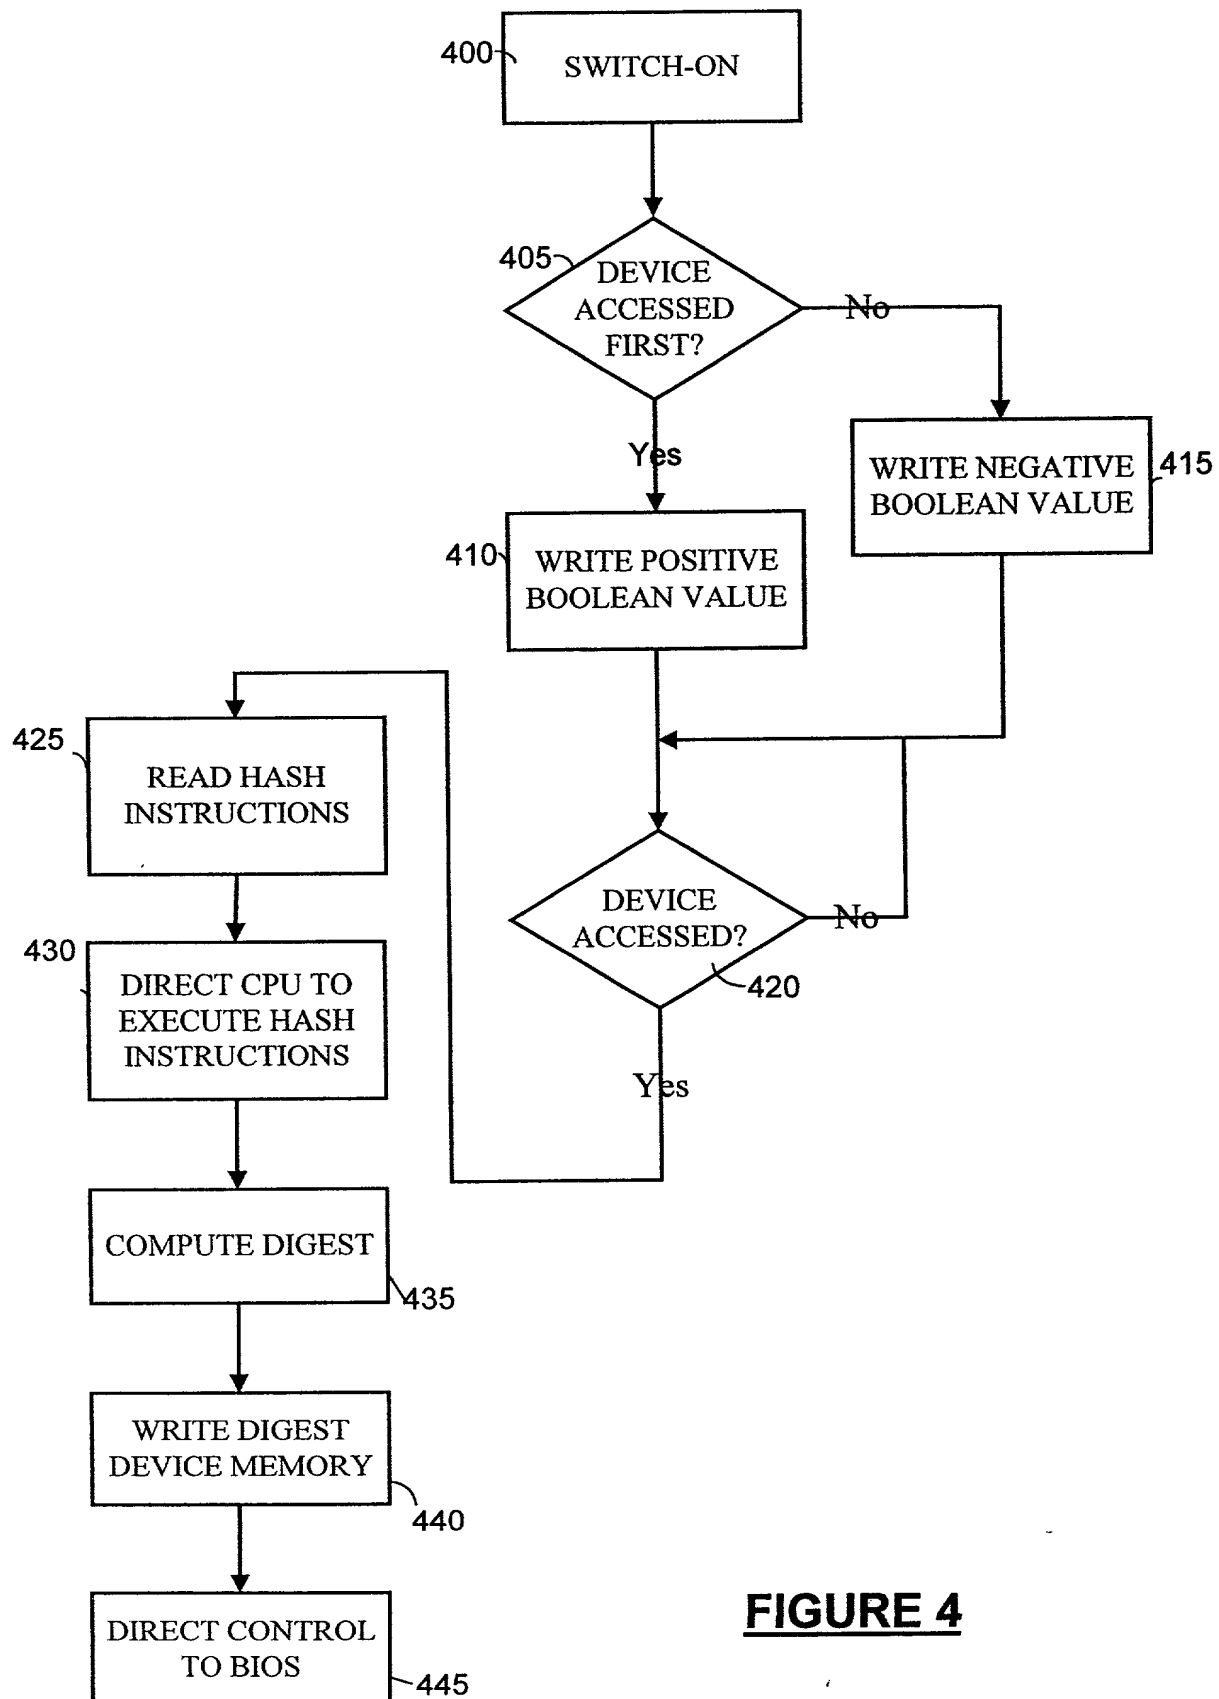 400
SWITCH-ON
405
DEVICE
ACCESSED
FIRST?
No
Yes
WRITE NEGATIVE
BOOLEAN VALUE
415
410
WRITE POSITIVE
BOOLEAN VALUE
425
READ HASH
INSTRUCTIONS
DEVICE
ACCESSED?
No
420
430
DIRECT CPU TO
EXECUTE HASH
INSTRUCTIONS
Yes
COMPUTE DIGEST
435
WRITE DIGEST
DEVICE MEMORY
440
DIRECT CONTROL
TO BIOS
445
FIGURE 4